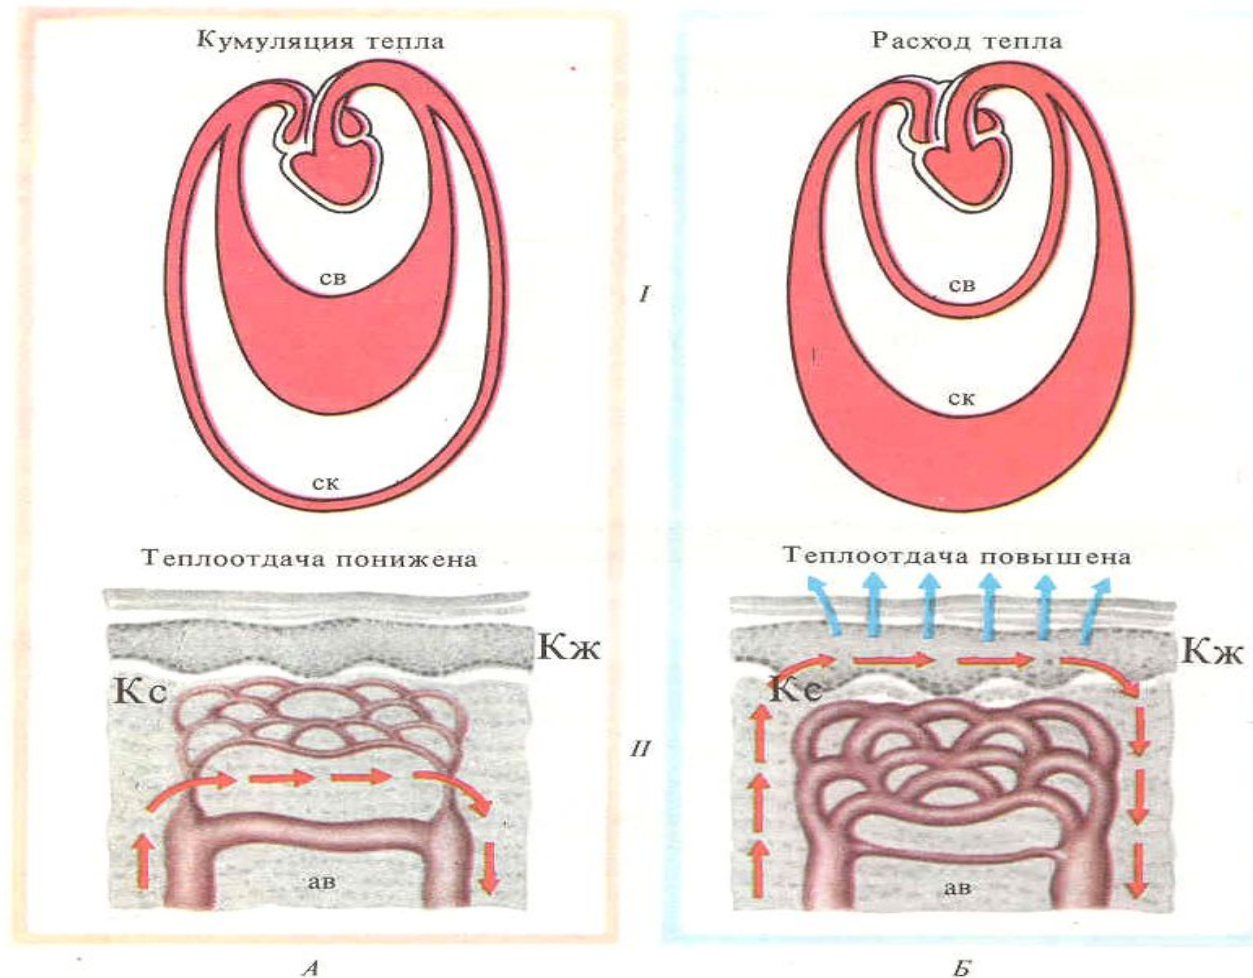 Кумуляция тепла
Расход тепла
св
св
I
ск
ск
Теплоотдача понижена
Теплоотдача повышена
Кж
Кж
Кс
Кс
II
ав
ав
А
Б